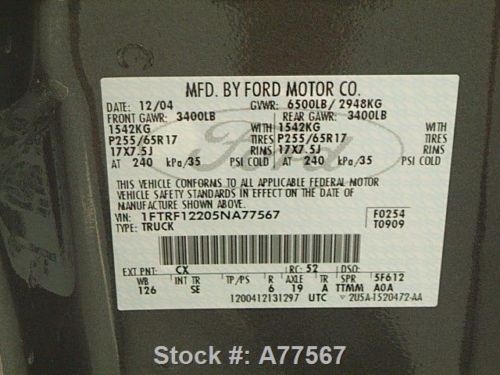 MFD. BY FORD MOTOR CO.
DATE: 12/04 GVWR: 6500LB/ 2948KG
FRONT GAWR: 3400LB REAR GAWR: 3400LB
1542KG WITH 1542KG WITH
P255/65R17 TIRES P255/65R17 TIRES
17X7.5J RIMS 17X7.5J RIMS
AT 240 kPa/35 PSI COLD AT 240 kPa/35 PSI COLD
THIS VEHICLE CONFORMS TO ALL APPLICABLE FEDERAL MOTOR
VEHICLE SAFETY STANDARDS IN EFFECT ON THE DATE OF
MANUFACTURE SHOWN ABOVE.
VIN: 1FTRF12205NA77567 F0254
TYPE: TRUCK T0909
EXT PNT: CX RC: 52 DSO:
WB INT TR TP/PS R AXLE TR SPR 5F612
126 SE 6 19 A TTMM A0A
1200412131297 UTC 2U5A-1520472-AA
Ford
Stock #: A77567